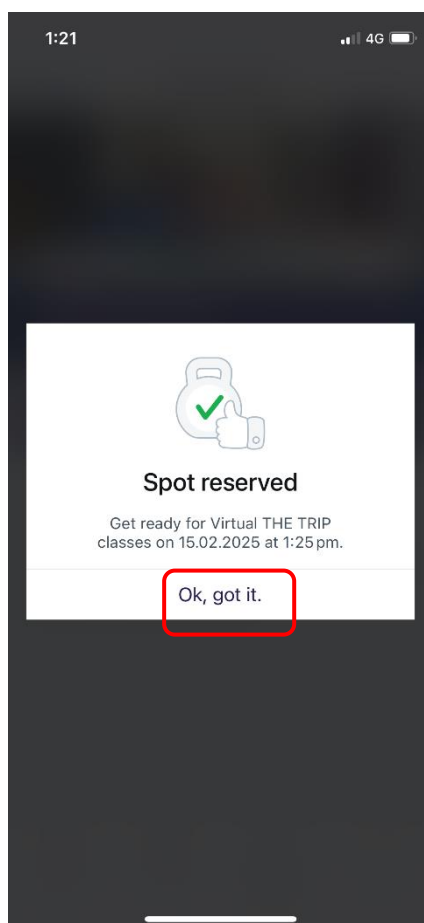 1:21
4G
Spot reserved
Get ready for Virtual THE TRIP
classes on 15.02.2025 at 1:25 pm.
Ok, got it.